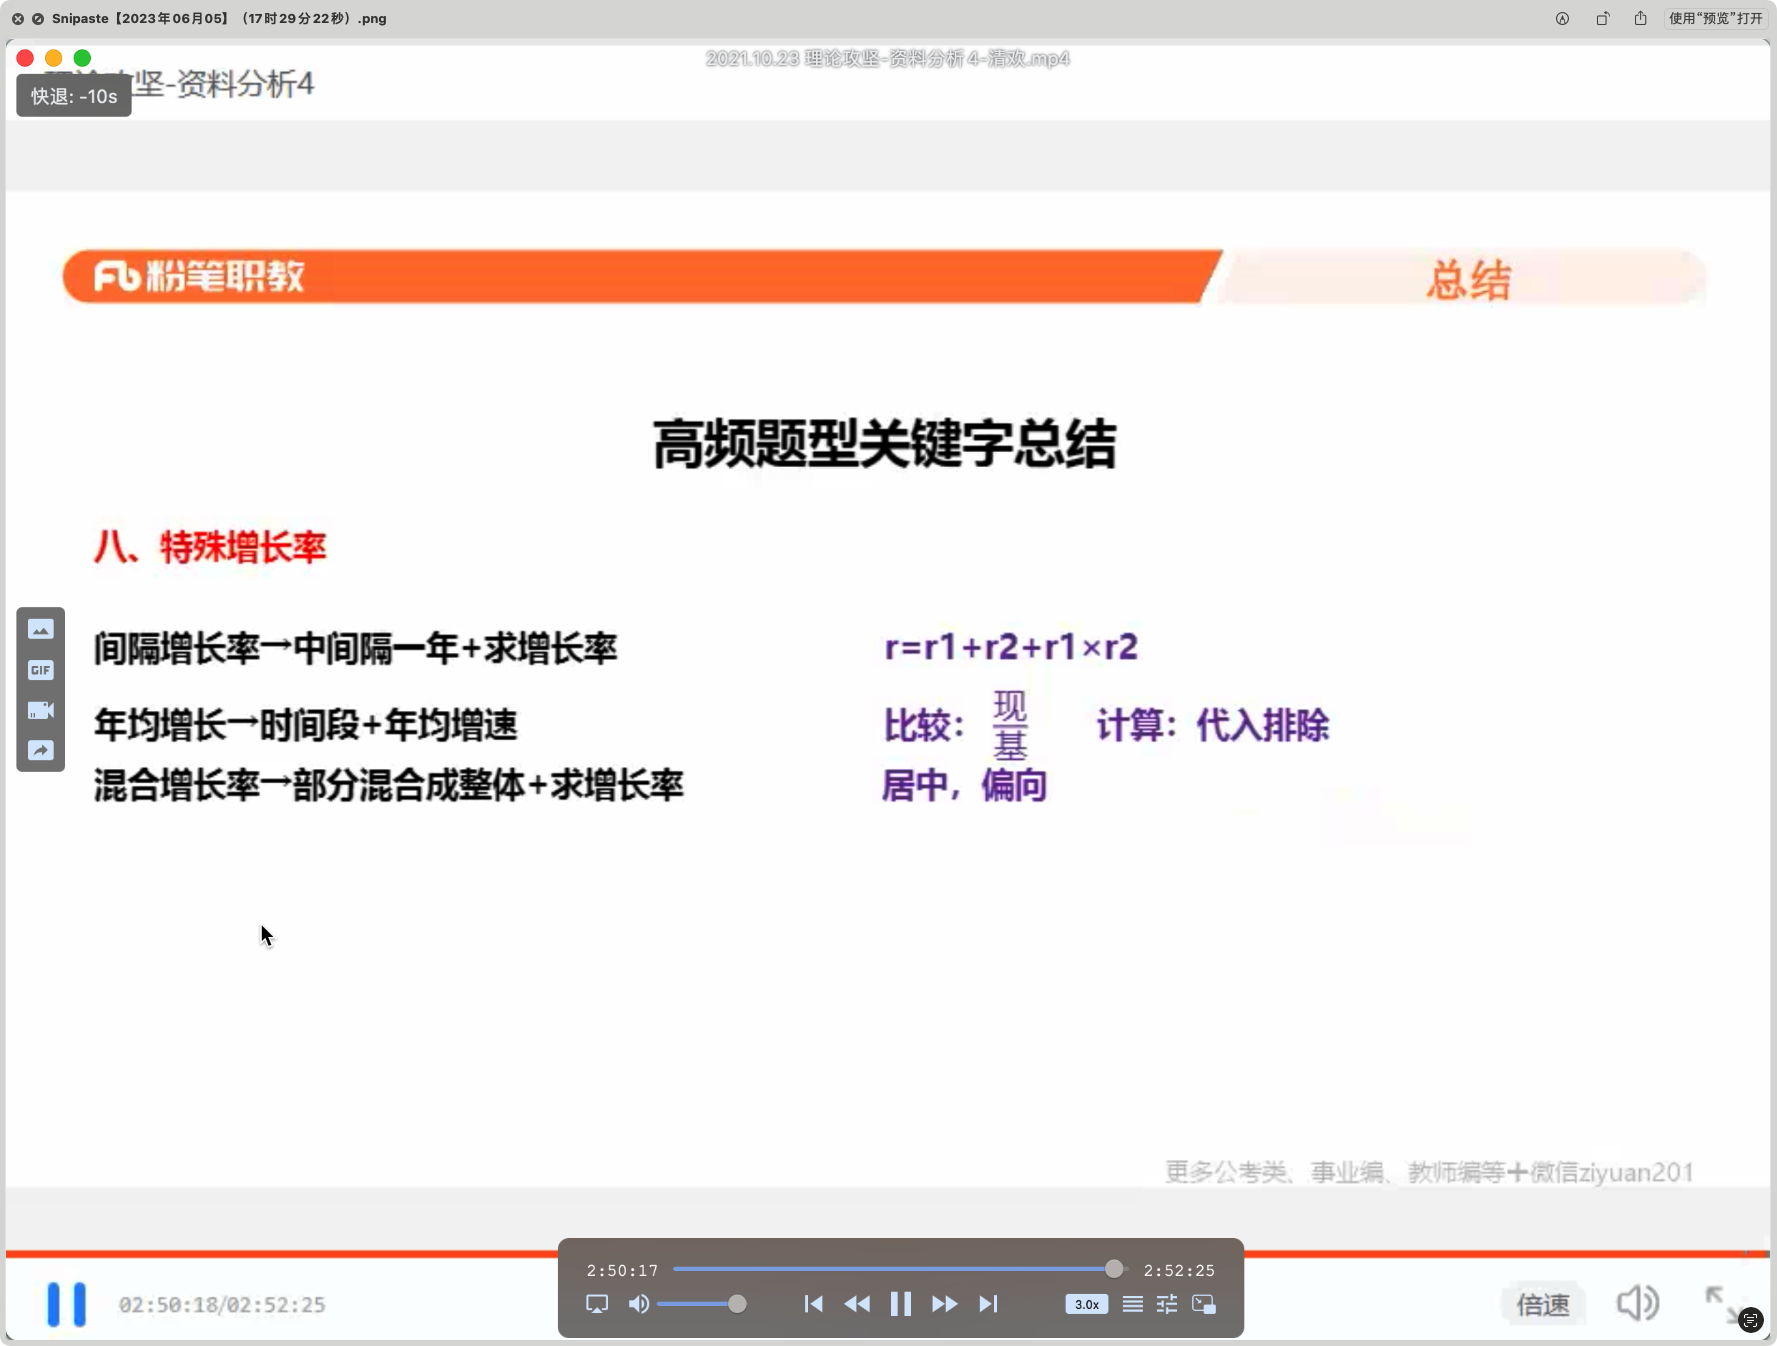 Snipaste【2023年06月05】（17时29分22秒）.png
使用“预览”打开
2021.10.23 理论攻坚-资料分析4-清欢.mp4
理论攻坚-资料分析4
快退: -10s
粉笔职教
总结
高频题型关键字总结
八、特殊增长率
间隔增长率→中间隔一年+求增长率
r=r1+r2+r1×r2
GIF
年均增长→时间段+年均增速
比较：现/基 计算：代入排除
混合增长率→部分混合成整体+求增长率
居中，偏向
更多公考类、事业编、教师编等+微信ziyuan201
2:50:17
2:52:25
02:50:18/02:52:25
3.0x
倍速